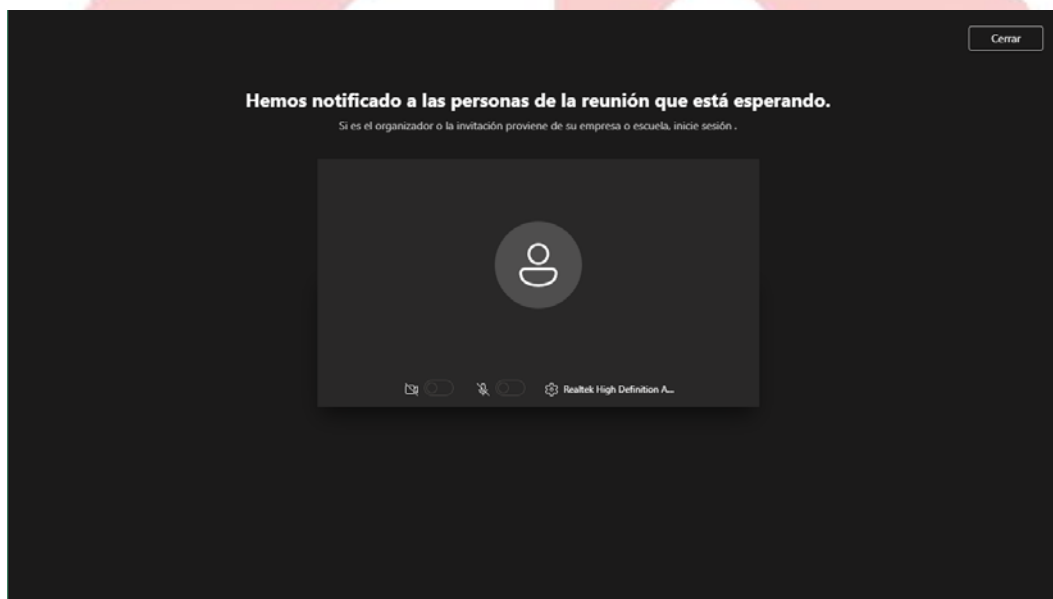 Cerrar
Hemos notificado a las personas de la reunión que está esperando.
Si es el organizador o la invitación proviene de su empresa o escuela, inicie sesión .
Realtek High Definition A...